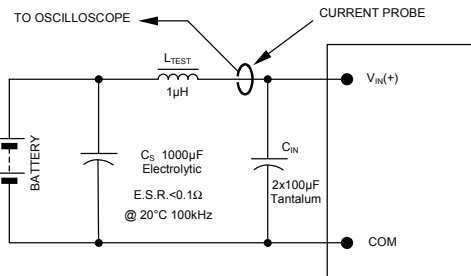 TO OSCILLOSCOPE
CURRENT PROBE
LTEST
1μH
VIN(+)
BATTERY
CS 1000μF
Electrolytic
E.S.R.<0.1Ω
@ 20°C 100kHz
CIN
2x100μF
Tantalum
COM